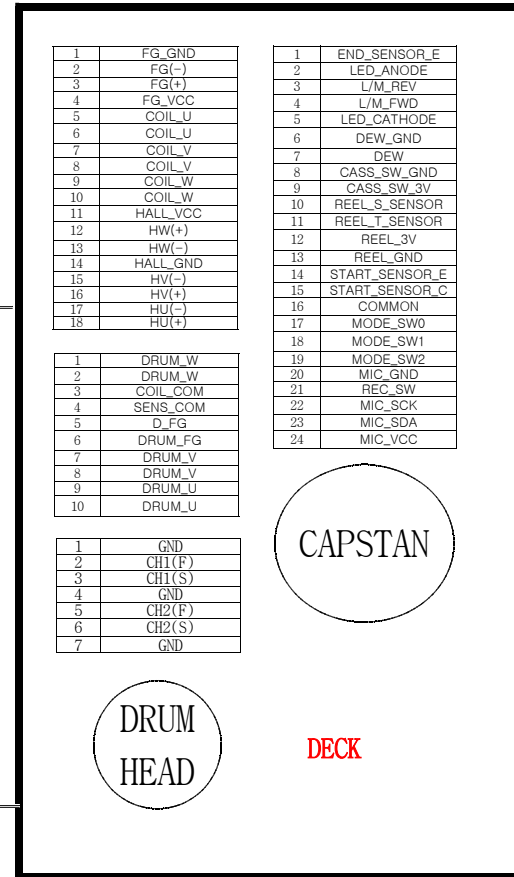 1 FG_GND
2 FG(-)
3 FG(+)
4 FG_VCC
5 COIL_U
6 COIL_U
7 COIL_V
8 COIL_V
9 COIL_W
10 COIL_W
11 HALL_VCC
12 HW(+)
13 HW(-)
14 HALL_GND
15 HV(-)
16 HV(+)
17 HU(-)
18 HU(+)
1 DRUM_W
2 DRUM_W
3 COIL_COM
4 SENS_COM
5 D_FG
6 DRUM_FG
7 DRUM_V
8 DRUM_V
9 DRUM_U
10 DRUM_U
1 GND
2 CH1(F)
3 CH1(S)
4 GND
5 CH2(F)
6 CH2(S)
7 GND
DRUM
HEAD
1 END_SENSOR_E
2 LED_ANODE
3 L/M_REV
4 L/M_FWD
5 LED_CATHODE
6 DEW_GND
7 DEW
8 CASS_SW_GND
9 CASS_SW_3V
10 REEL_S_SENSOR
11 REEL_T_SENSOR
12 REEL_3V
13 REEL_GND
14 START_SENSOR_E
15 START_SENSOR_C
16 COMMON
17 MODE_SW0
18 MODE_SW1
19 MODE_SW2
20 MIC_GND
21 REC_SW
22 MIC_SCK
23 MIC_SDA
24 MIC_VCC
CAPSTAN
DECK